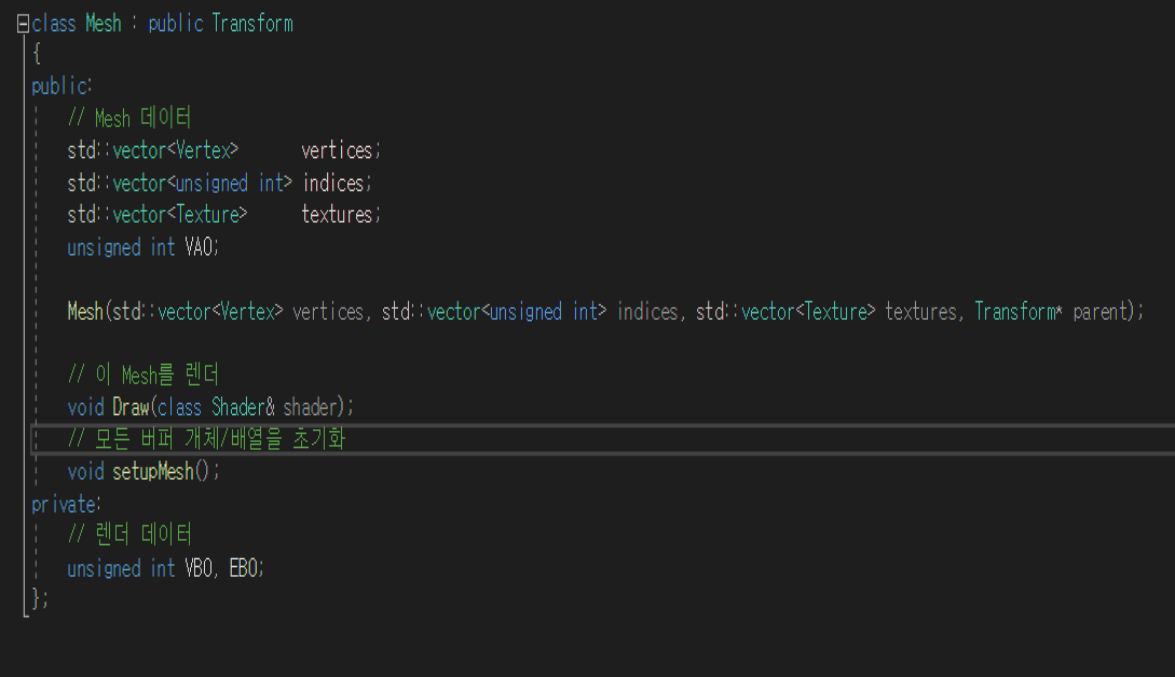 class Mesh : public Transform
{
public:
// Mesh 데이터
std::vector<Vertex> vertices;
std::vector<unsigned int> indices;
std::vector<Texture> textures;
unsigned int VAO;
Mesh(std::vector<Vertex> vertices, std::vector<unsigned int> indices, std::vector<Texture> textures, Transform* parent);
// 이 Mesh를 렌더
void Draw(class Shader& shader);
// 모든 버퍼 개체/배열을 초기화
void setupMesh();
private:
// 렌더 데이터
unsigned int VBO, EBO;
};